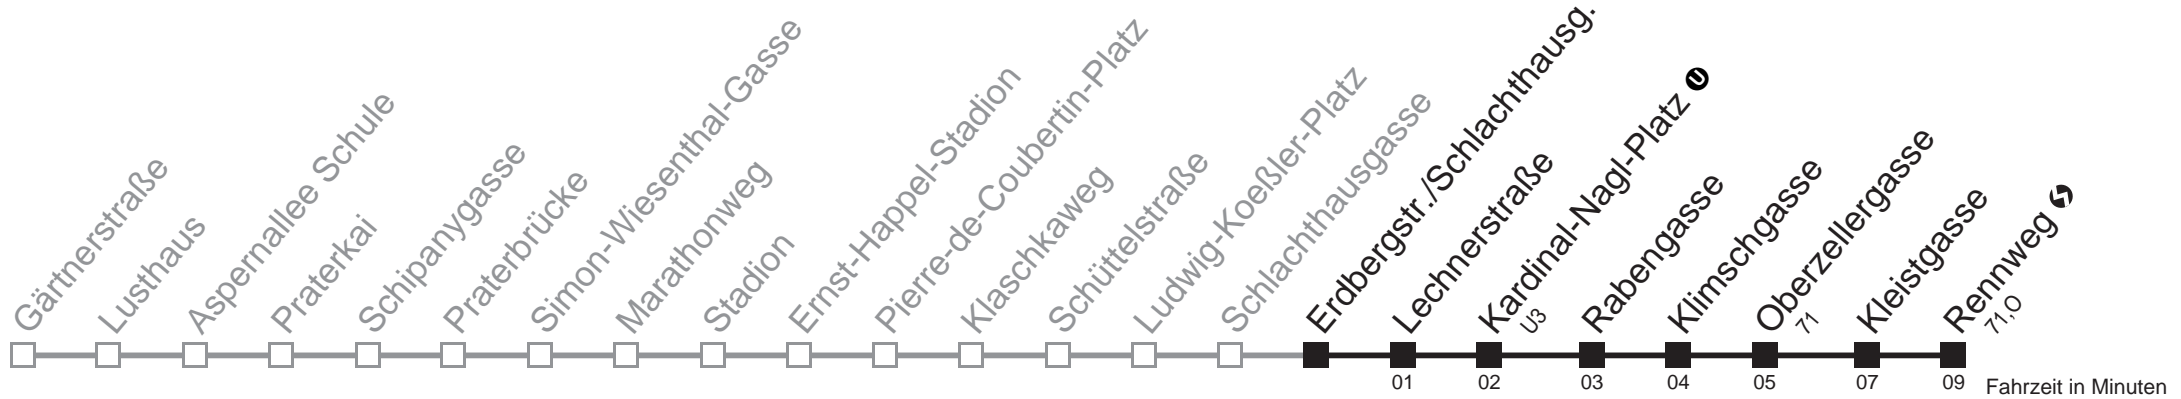 Gärtnerstraße
Lusthaus
Aspernallee Schule
Praterkai
Schipanygasse
Praterbrücke
Simon-Wiesenthal-Gasse
Marathonweg
Stadion
Ernst-Happel-Stadion
Pierre-de-Coubertin-Platz
Klaschkaweg
Schüttelstraße
Ludwig-Koeßler-Platz
Schlachthausgasse
Erdbergstr./Schlachthausg.
Lechnerstraße
Kardinal-Nagl-Platz U
U3
Rabengasse
Klimschgasse
Oberzellergasse
71
Kleistgasse
Rennweg
71,O
01 02 03 04 05 07 09 Fahrzeit in Minuten